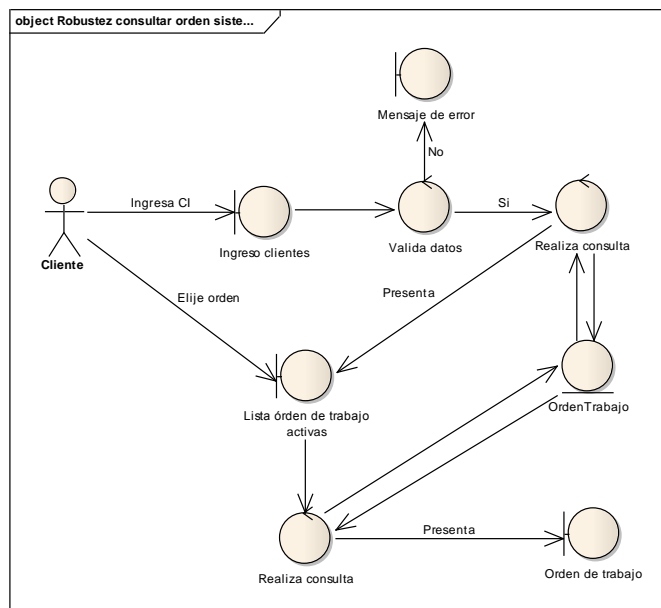 object Robustez consultar orden siste...
Mensaje de error
No
Ingresa CI
Si
Cliente
Ingreso clientes
Valida datos
Realiza consulta
Elije orden
Presenta
Lista órden de trabajo
activas
OrdenTrabajo
Presenta
Realiza consulta
Orden de trabajo